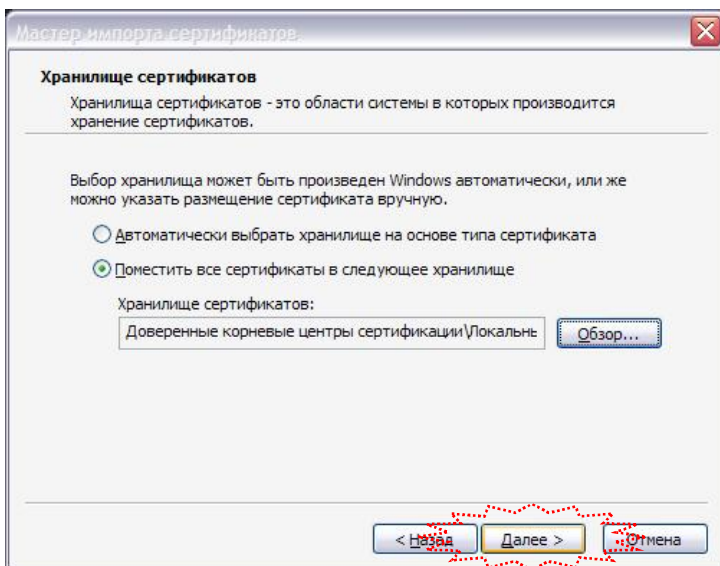 Мастер импорта сертификатов
Хранилище сертификатов
Хранилища сертификатов - это области системы в которых производится
хранение сертификатов.
Выбор хранилища может быть произведен Windows автоматически, или же
можно указать размещение сертификата вручную.
Автоматически выбрать хранилище на основе типа сертификата
Поместить все сертификаты в следующее хранилище
Хранилище сертификатов:
Доверенные корневые центры сертификации\Локальнь
Обзор...
< Назад Далее > Отмена